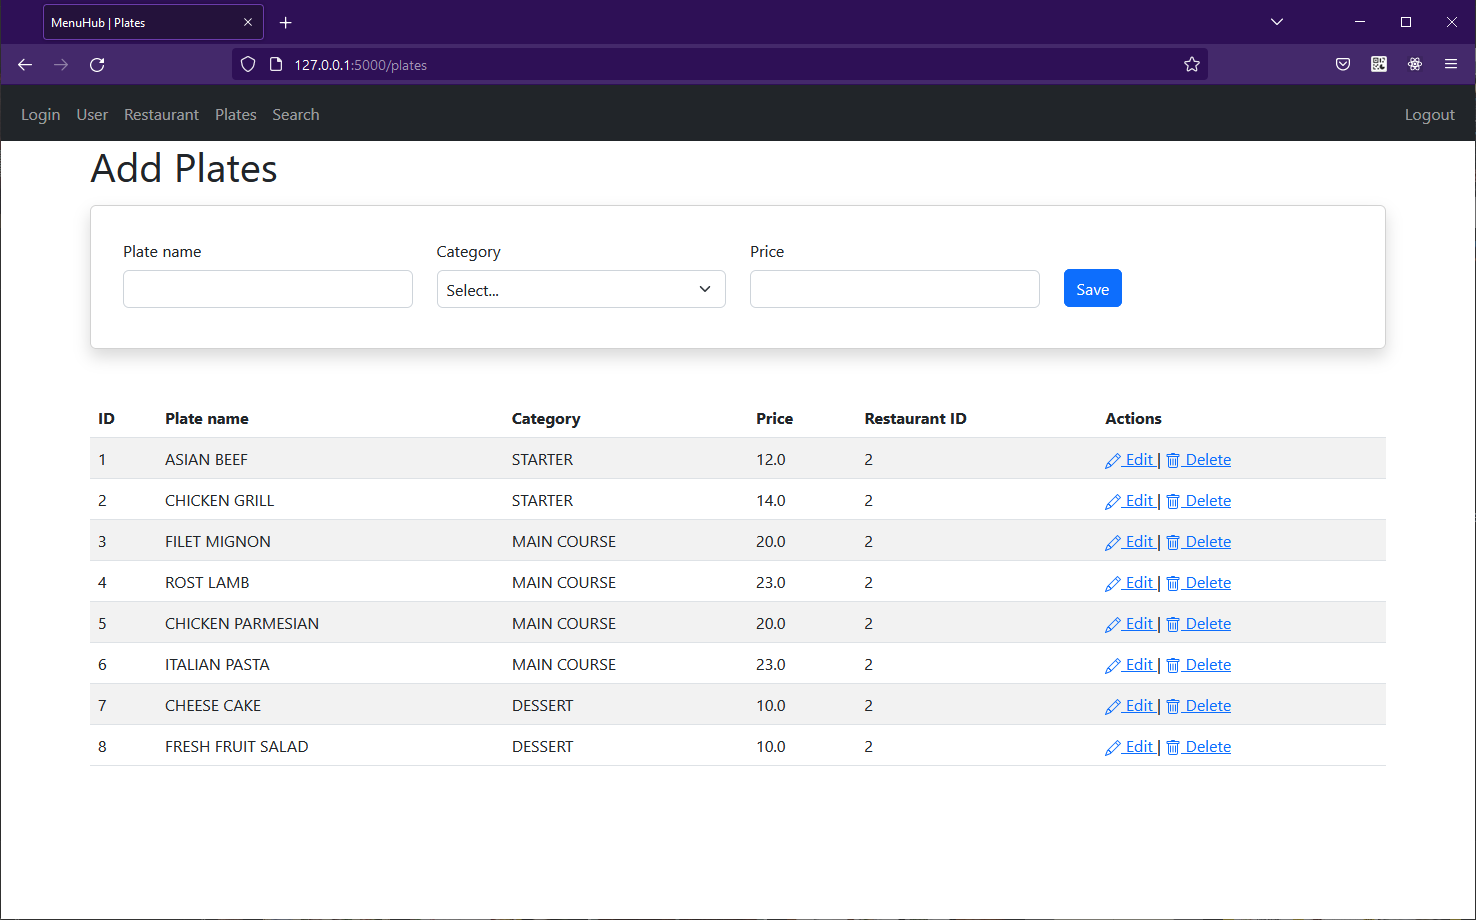 MenuHub | Plates
127.0.0.1:5000/plates
Login User Restaurant Plates Search Logout
Add Plates
Plate name Category Price
Select... Save
ID Plate name Category Price Restaurant ID Actions
1 ASIAN BEEF STARTER 12.0 2 Edit | Delete
2 CHICKEN GRILL STARTER 14.0 2 Edit | Delete
3 FILET MIGNON MAIN COURSE 20.0 2 Edit | Delete
4 ROST LAMB MAIN COURSE 23.0 2 Edit | Delete
5 CHICKEN PARMESIAN MAIN COURSE 20.0 2 Edit | Delete
6 ITALIAN PASTA MAIN COURSE 23.0 2 Edit | Delete
7 CHEESE CAKE DESSERT 10.0 2 Edit | Delete
8 FRESH FRUIT SALAD DESSERT 10.0 2 Edit | Delete